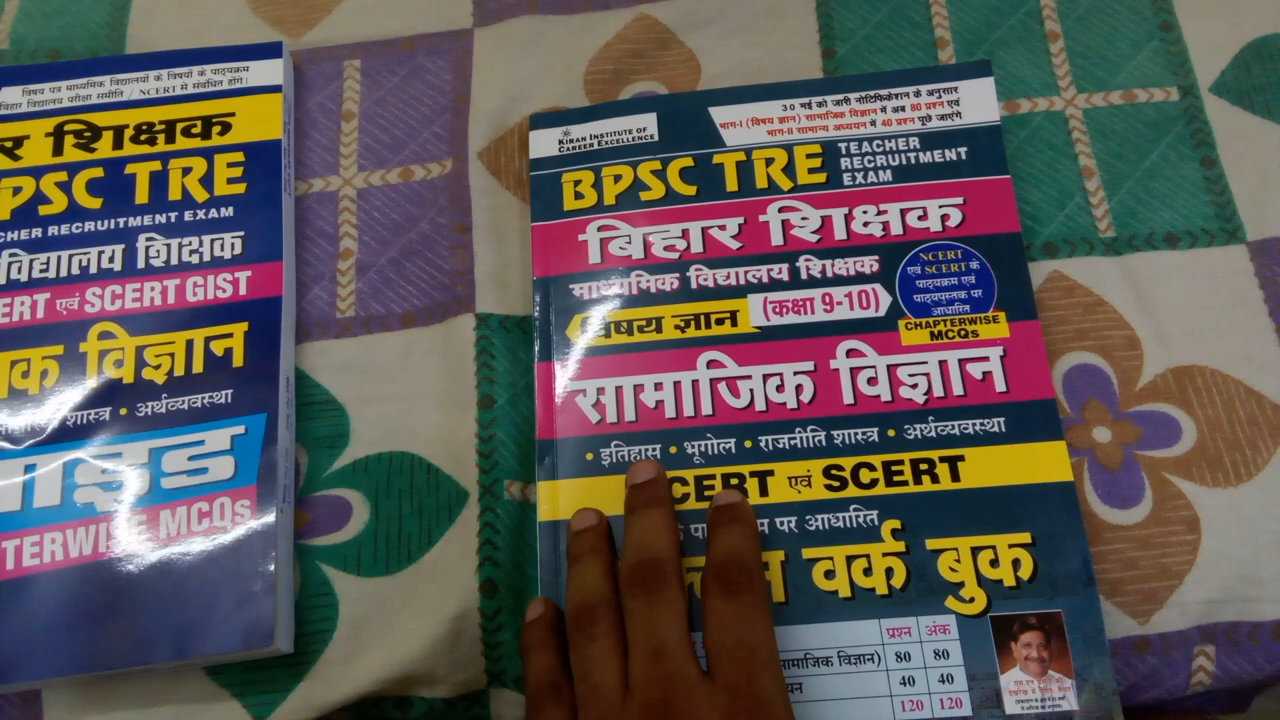 विषय पत्र माध्यमिक विद्यालयों के विषयों के पाठ्यक्रम
बिहार विद्यालय परीक्षा समीति / NCERT से संबंधित होंगे।
शिक्षक
PSC TRE
CHER RECRUITMENT EXAM
विद्यालय शिक्षक
ERT एवं SCERT GIST
विज्ञान
शास्त्र • अर्थव्यवस्था
TERWISE MCQs
KIRAN INSTITUTE OF
CAREER EXCELLENCE
30 मई को जारी नोटिफिकेशन के अनुसार
भाग-I (विषय ज्ञान) सामाजिक विज्ञान में अब 80 प्रश्न एवं
भाग-II सामान्य अध्ययन में 40 प्रश्न पूछे जाएंगे
BPSC TRE
TEACHER
RECRUITMENT
EXAM
बिहार शिक्षक
माध्यमिक विद्यालय शिक्षक
विषय ज्ञान (कक्षा 9-10)
NCERT
एवं SCERT के
पाठ्यक्रम एवं
पाठ्यपुस्तक पर
आधारित
CHAPTERWISE
MCQs
सामाजिक विज्ञान
• इतिहास • भूगोल • राजनीति शास्त्र • अर्थव्यवस्था
NCERT एवं SCERT
पर आधारित
वर्क बुक
प्रश्न अंक
सामाजिक विज्ञान) 80 80
40 40
120 120